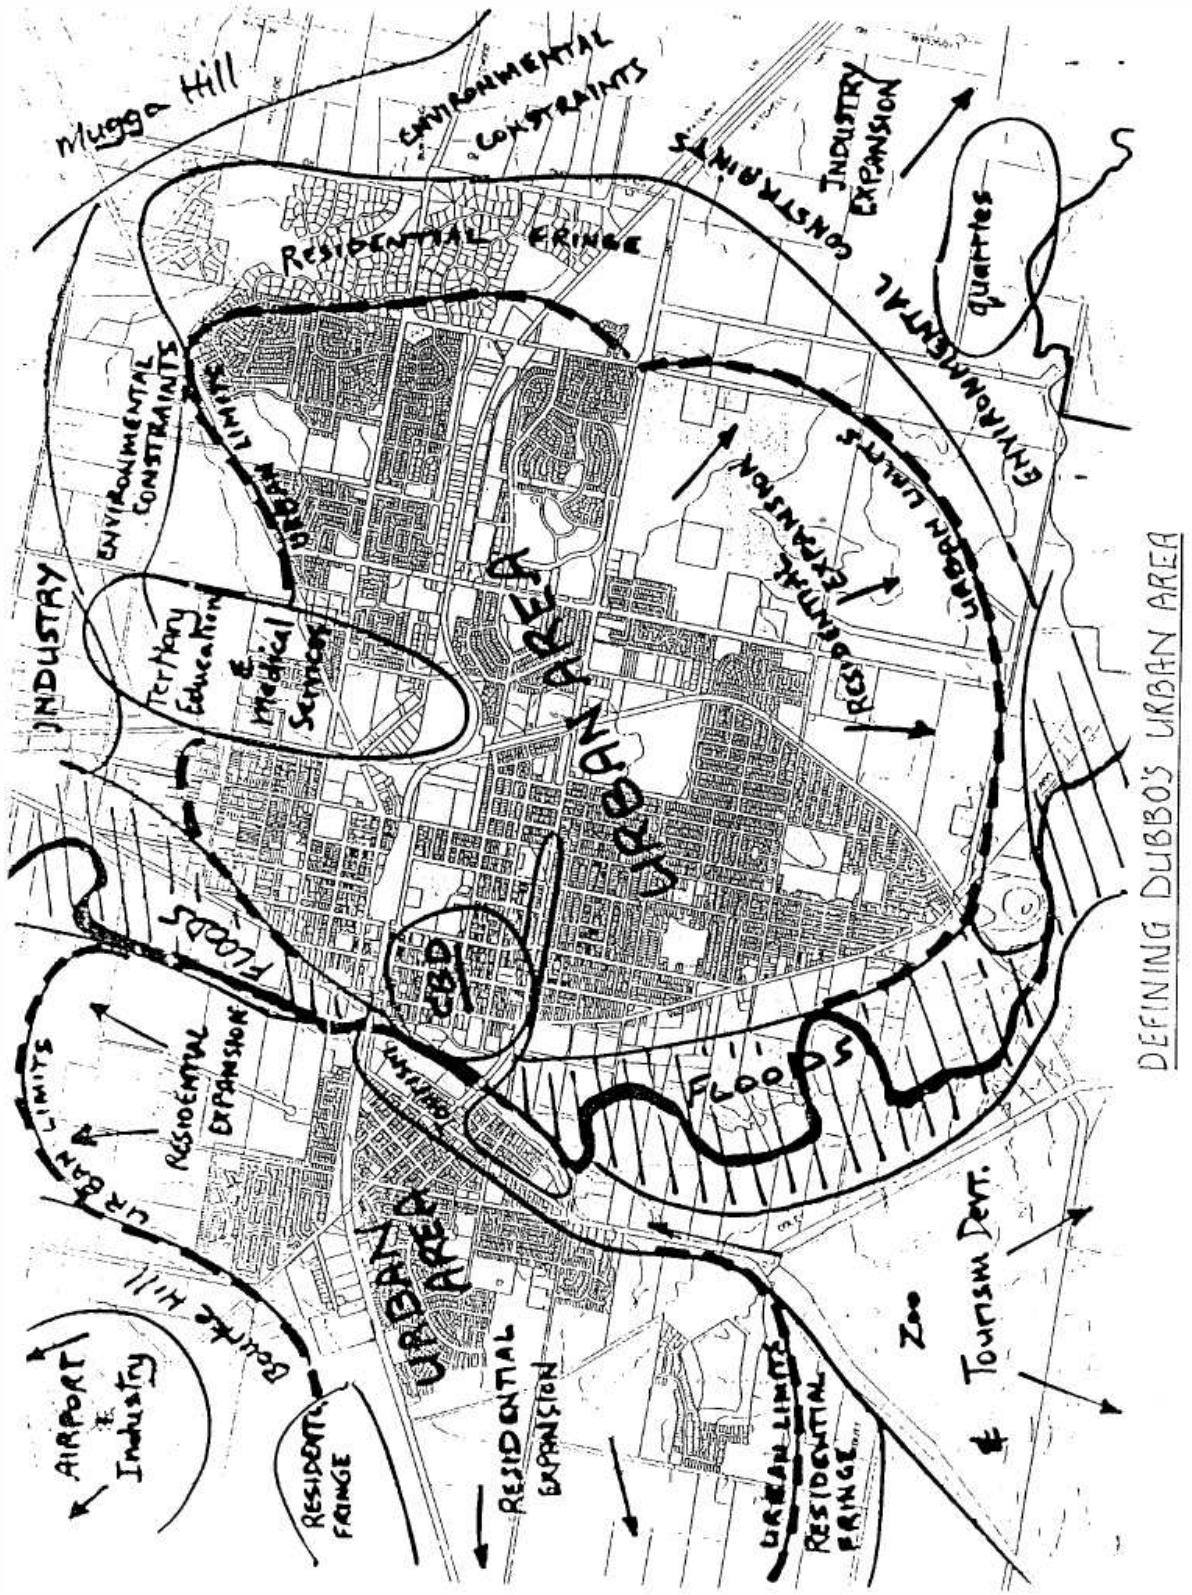 AIRPORT
&
Industry
Bourke Hill
URBAN LIMITS
INDUSTRY
Mugga Hill
ENVIRONMENTAL
CONSTRAINTS
RESIDENTIAL
EXPANSION
FLOODS
Tertiary
Education
&
Medical
Services
URBAN LIMITS
RESIDENTL
FRINGE
URBAN
AREA
TOURISM
CBD
RESIDENTIAL FRINGE
ENVIRONMENTAL
CONSTRAINTS
RESIDENTIAL
EXPANSION
URBAN AREA
FLOODS
RESIDENTIAL
EXPANSION
URBAN LIMITS
URBAN LIMITS
RESIDENTIAL
FRINGE
ENVIRONMENTAL CONSTRAINTS
INDUSTRY
EXPANSION
Zoo
&
Tourism Devt.
quarries
DEFINING DUBBO'S URBAN AREA